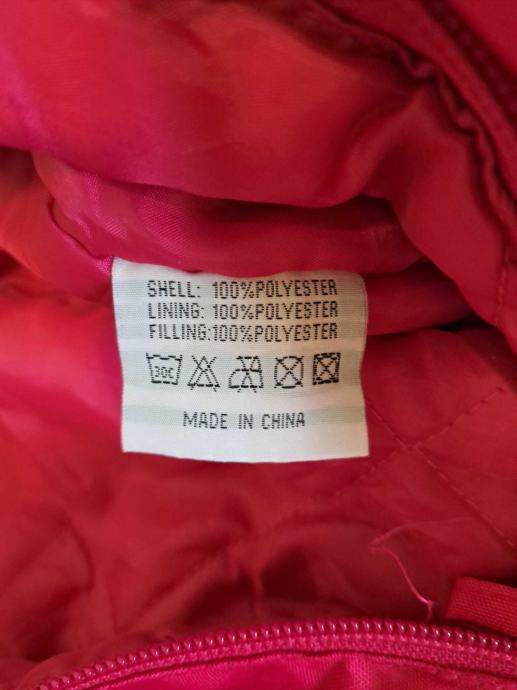 SHELL: 100%POLYESTER
LINING: 100%POLYESTER
FILLING:100%POLYESTER
30C
MADE IN CHINA